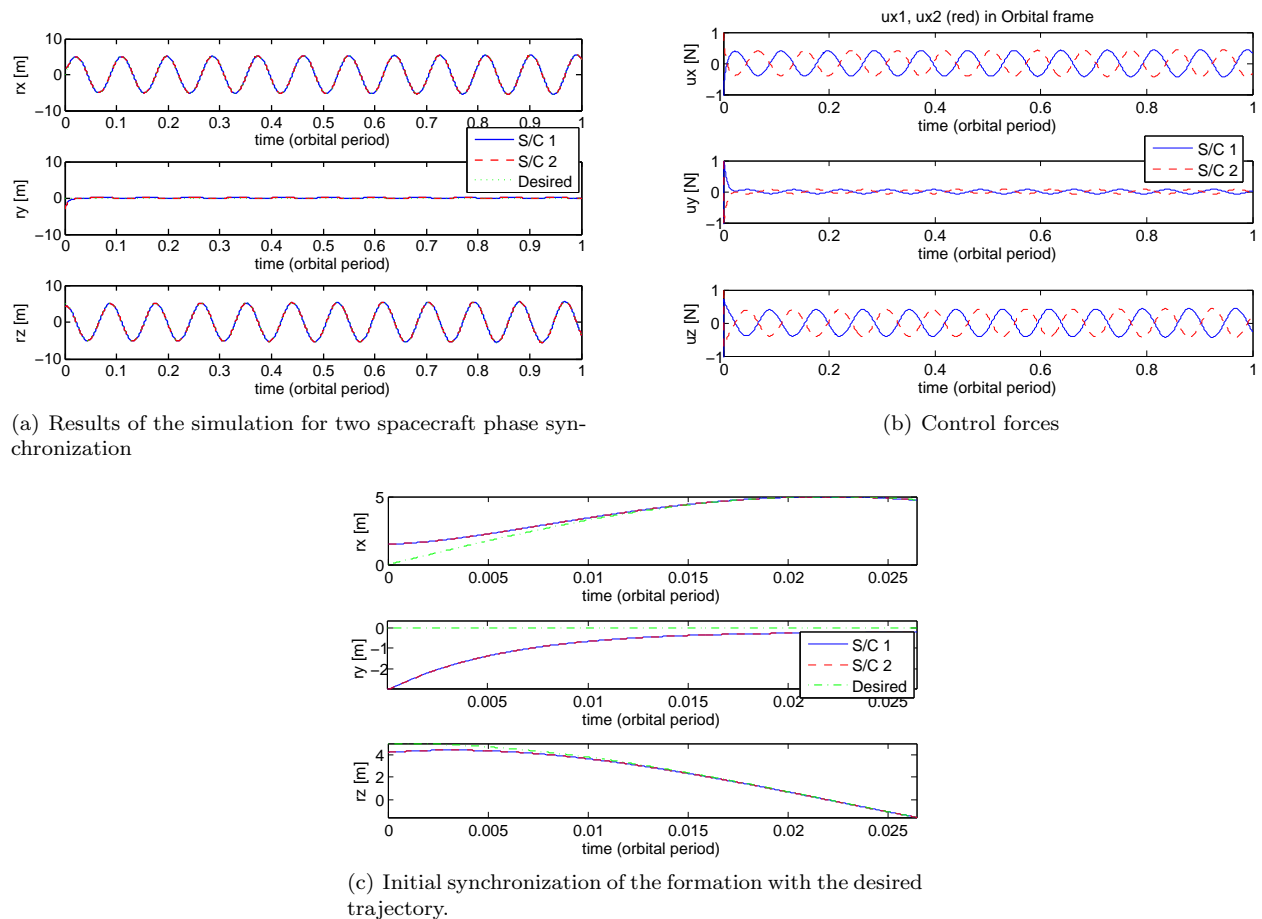 10
0
−10
rx [m]
0 0.1 0.2 0.3 0.4 0.5 0.6 0.7 0.8 0.9 1
time (orbital period)
S/C 1
S/C 2
Desired
10
0
−10
ry [m]
0 0.1 0.2 0.3 0.4 0.5 0.6 0.7 0.8 0.9 1
time (orbital period)
10
0
−10
rz [m]
0 0.1 0.2 0.3 0.4 0.5 0.6 0.7 0.8 0.9 1
time (orbital period)
(a) Results of the simulation for two spacecraft phase syn-
chronization
ux1, ux2 (red) in Orbital frame
1
0
−1
ux [N]
0 0.2 0.4 0.6 0.8 1
time (orbital period)
S/C 1
S/C 2
1
0
−1
uy [N]
0 0.2 0.4 0.6 0.8 1
time (orbital period)
1
0
−1
uz [N]
0 0.2 0.4 0.6 0.8 1
time (orbital period)
(b) Control forces
5
0
rx [m]
0 0.005 0.01 0.015 0.02 0.025
time (orbital period)
0
−1
−2
ry [m]
S/C 1
S/C 2
Desired
0.005 0.01 0.015 0.02 0.025
time (orbital period)
4
2
0
rz [m]
0 0.005 0.01 0.015 0.02 0.025
time (orbital period)
(c) Initial synchronization of the formation with the desired
trajectory.